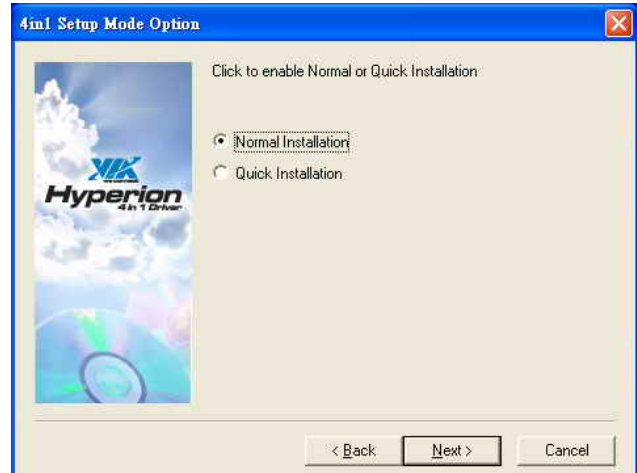 4in1 Setup Mode Option
Click to enable Normal or Quick Installation
Normal Installation
Quick Installation
VIA
Hyperion
4 in 1 Driver
< Back
Next >
Cancel